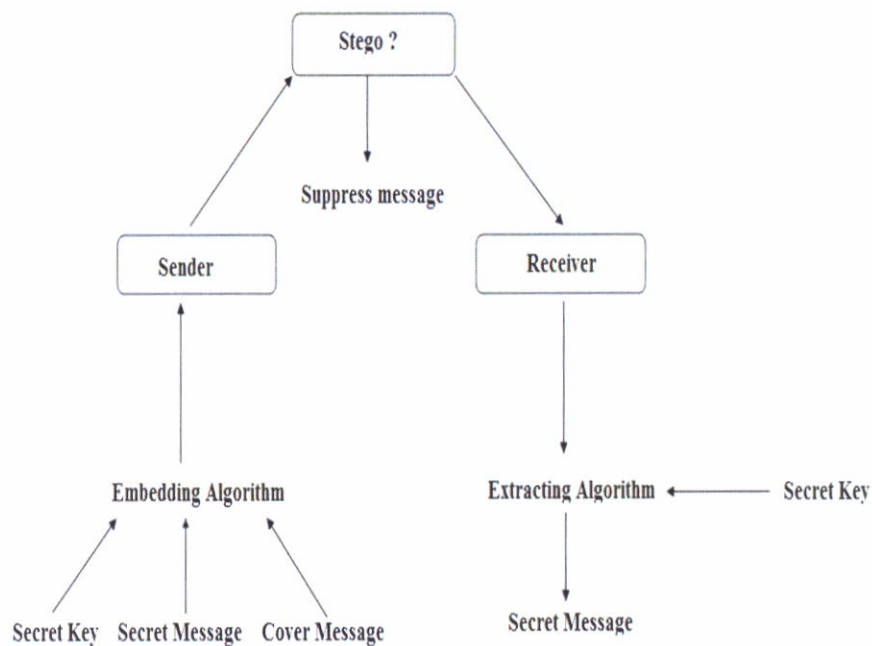 Stego ?
Suppress message
Sender
Receiver
Embedding Algorithm
Extracting Algorithm
Secret Key
Secret Key
Secret Message
Cover Message
Secret Message